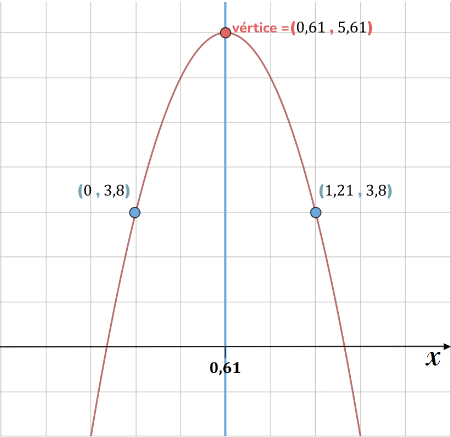 vértice =(0,61 , 5,61)
(0 , 3,8)
(1,21 , 3,8)
x
0,61